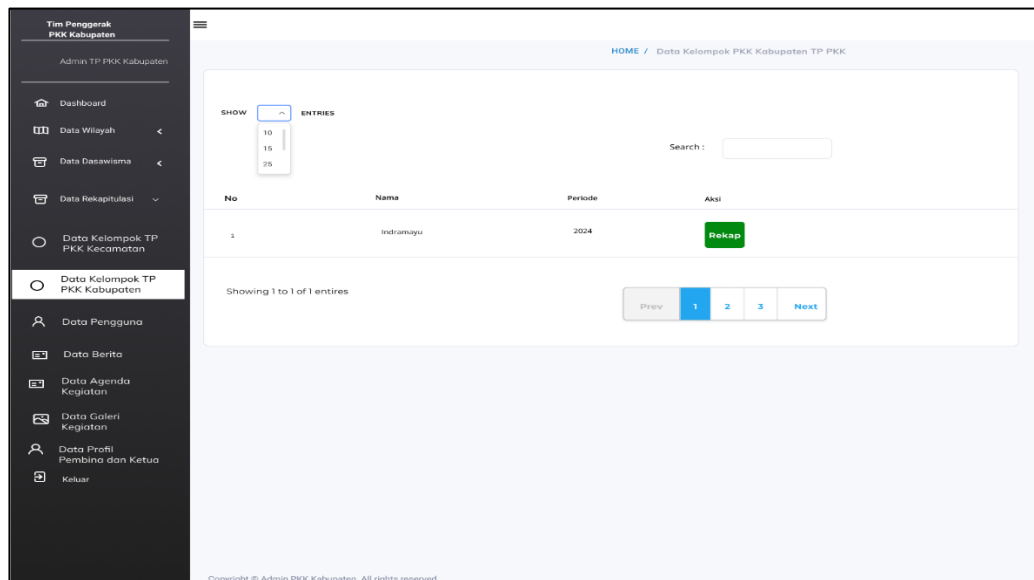 Tim Penggerak
PKK Kabupaten
Admin TP PKK Kabupaten
Dashboard
Data Wilayah
Data Dasawisma
Data Rekapitulasi
Data Kelompok TP
PKK Kecamatan
Data Kelompok TP
PKK Kabupaten
Data Pengguna
Data Berita
Data Agenda
Kegiatan
Data Galeri
Kegiatan
Data Profil
Pembina dan Ketua
Keluar
HOME / Data Kelompok PKK Kabupaten TP PKK
SHOW ENTRIES
10
15
25
Search :
No Nama Periode Aksi
1 Indramayu 2024 Rekap
Showing 1 to 1 of 1 entires
Prev 1 2 3 Next
Copyright © Admin PKK Kabupaten. All rights reserved